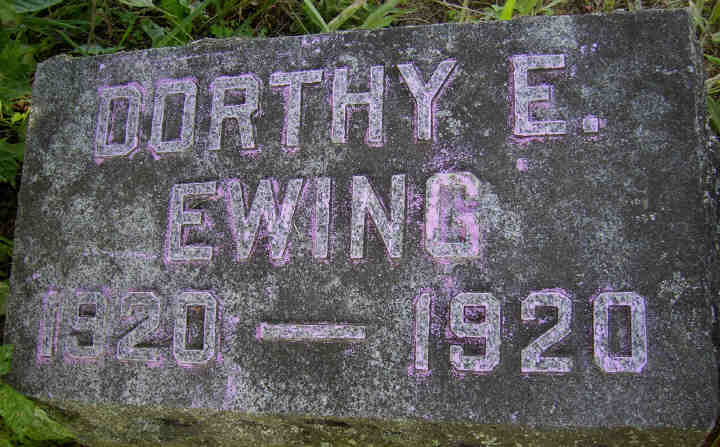 DORTHY E.
EWING
1920 — 1920